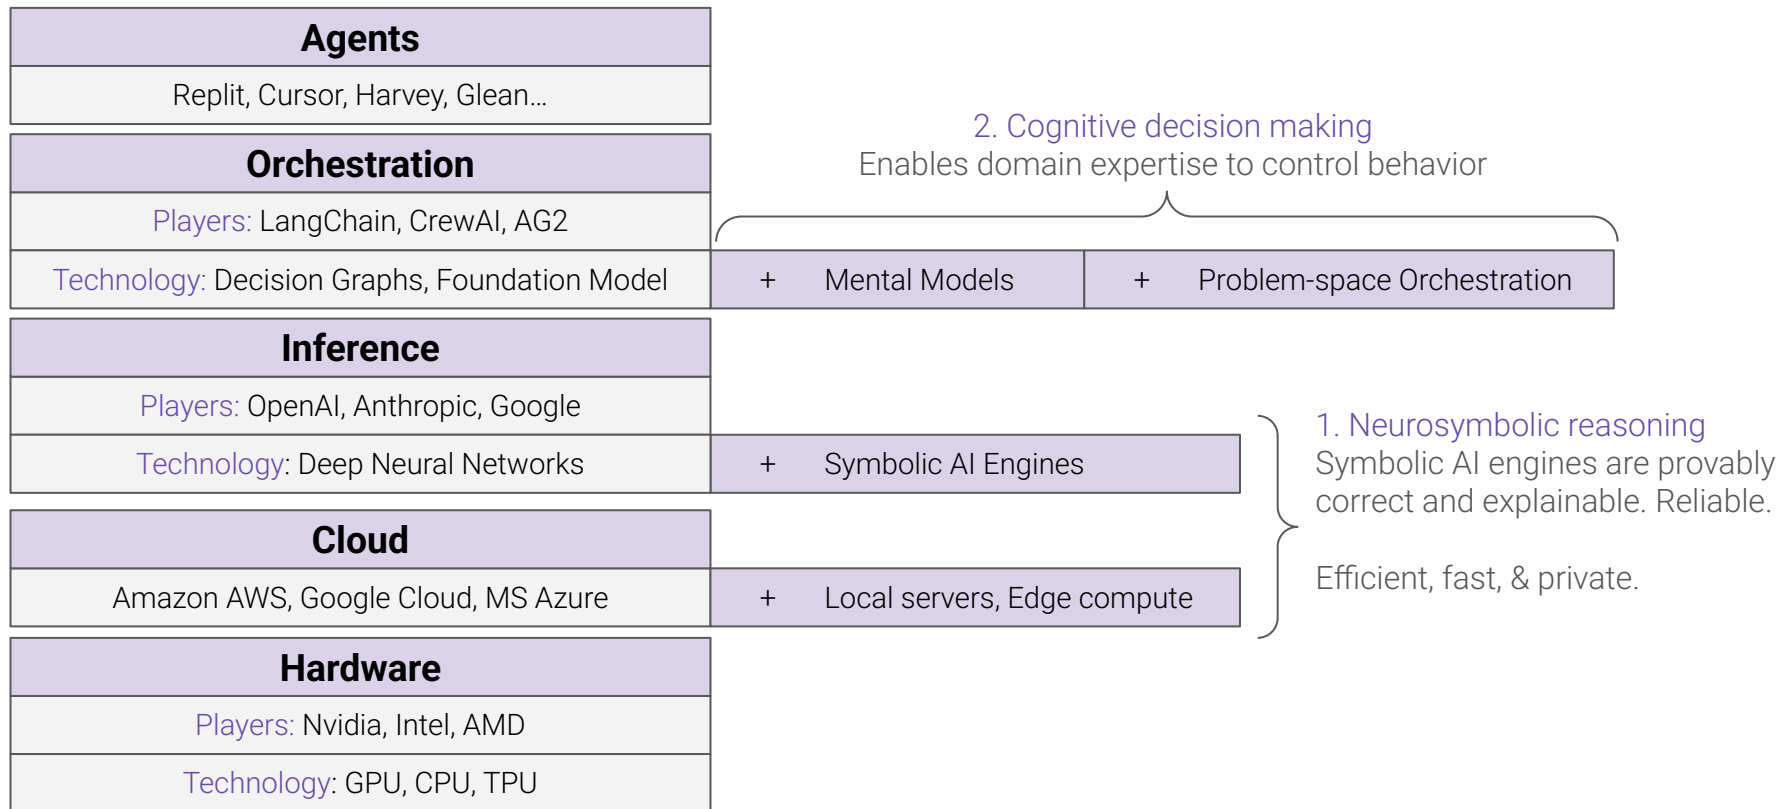 Agents
Replit, Cursor, Harvey, Glean…
2. Cognitive decision making
Enables domain expertise to control behavior
Orchestration
Players: LangChain, CrewAI, AG2
Technology: Decision Graphs, Foundation Model
+ Mental Models
+ Problem-space Orchestration
Inference
Players: OpenAI, Anthropic, Google
Technology: Deep Neural Networks
+ Symbolic AI Engines
1. Neurosymbolic reasoning
Symbolic AI engines are provably
correct and explainable. Reliable.
Efficient, fast, & private.
Cloud
Amazon AWS, Google Cloud, MS Azure
+ Local servers, Edge compute
Hardware
Players: Nvidia, Intel, AMD
Technology: GPU, CPU, TPU